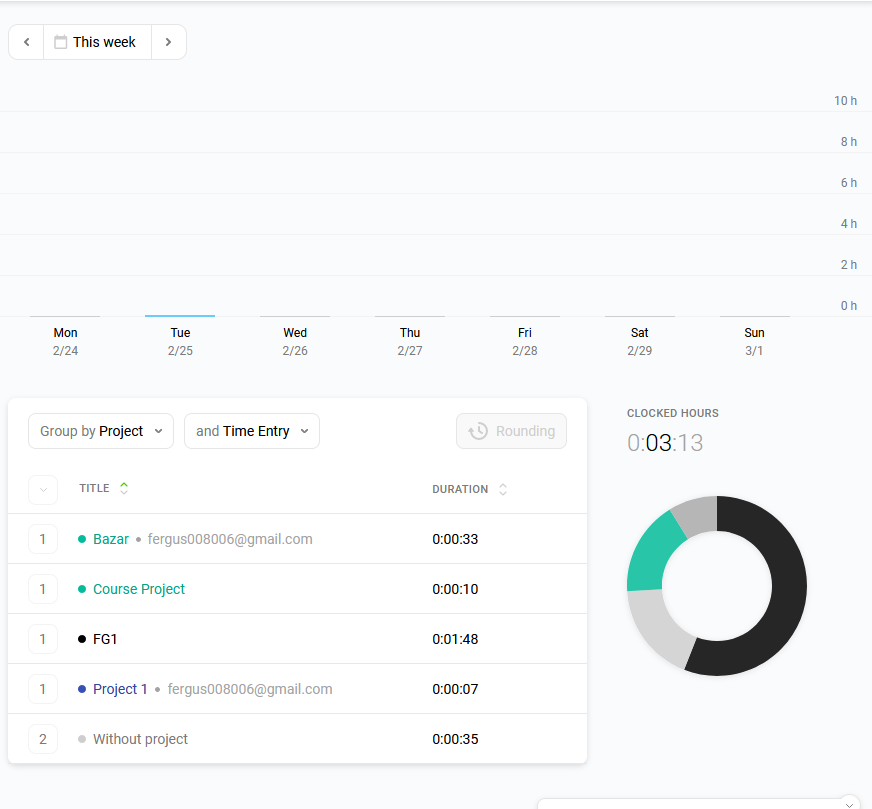 This week
10 h
8 h
6 h
4 h
2 h
0 h
Mon Tue Wed Thu Fri Sat Sun
2/24 2/25 2/26 2/27 2/28 2/29 3/1
Group by Project and Time Entry Rounding
TITLE DURATION
1 Bazar • fergus008006@gmail.com 0:00:33
1 Course Project 0:00:10
1 FG1 0:01:48
1 Project 1 • fergus008006@gmail.com 0:00:07
2 Without project 0:00:35
CLOCKED HOURS
0:03:13